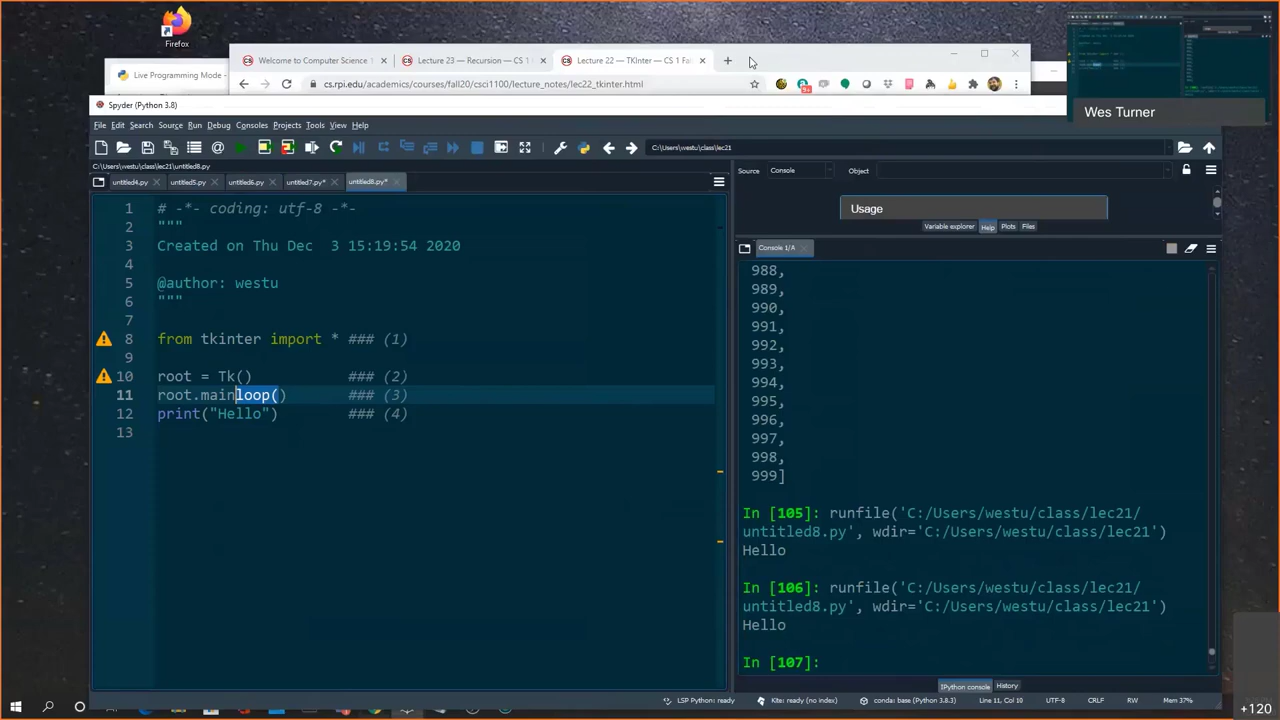 Firefox
Welcome to Computer Science
Lecture 23 — Recursion — CS 1
Lecture 22 — TKInter — CS 1 Fal
Live Programming Mode -
cs.rpi.edu/academics/courses/fall20/cs1100/lecture_notes/lec22_tkinter.html
Wes Turner
Spyder (Python 3.8)
File Edit Search Source Run Debug Consoles Projects Tools View Help
C:\Users\westu\class\lec21
C:\Users\westu\class\lec21\untitled8.py
untitled4.py
untitled5.py
untitled6.py
untitled7.py*
untitled8.py*
1 # -*- coding: utf-8 -*-
2 """
3 Created on Thu Dec  3 15:19:54 2020
4
5 @author: westu
6 """
7
8 from tkinter import * ### (1)
9
10 root = Tk() ### (2)
11 root.mainloop() ### (3)
12 print("Hello") ### (4)
13
Source Console Object
Usage
Variable explorer Help Plots Files
Console 1/A
988,
989,
990,
991,
992,
993,
994,
995,
996,
997,
998,
999]
In [105]: runfile('C:/Users/westu/class/lec21/
untitled8.py', wdir='C:/Users/westu/class/lec21')
Hello
In [106]: runfile('C:/Users/westu/class/lec21/
untitled8.py', wdir='C:/Users/westu/class/lec21')
Hello
In [107]:
IPython console History
LSP Python: ready Kite: ready (no index) conda: base (Python 3.8.3) Line 11, Col 10 UTF-8 CRLF RW Mem 37%
+120